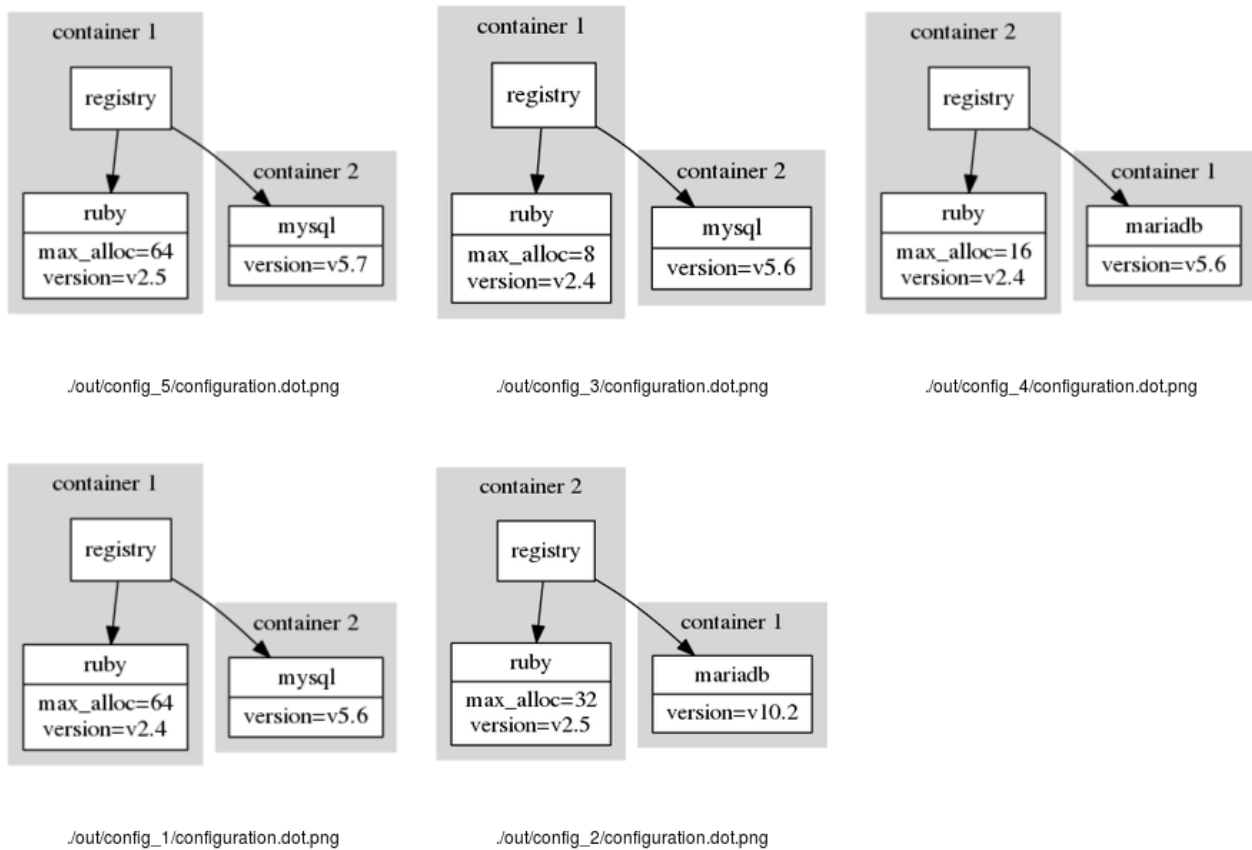 container 1
registry
ruby
max_alloc=64
version=v2.5
container 2
mysql
version=v5.7
./out/config_5/configuration.dot.png
container 1
registry
ruby
max_alloc=8
version=v2.4
container 2
mysql
version=v5.6
./out/config_3/configuration.dot.png
container 2
registry
ruby
max_alloc=16
version=v2.4
container 1
mariadb
version=v5.6
./out/config_4/configuration.dot.png
container 1
registry
ruby
max_alloc=64
version=v2.4
container 2
mysql
version=v5.6
./out/config_1/configuration.dot.png
container 2
registry
ruby
max_alloc=32
version=v2.5
container 1
mariadb
version=v10.2
./out/config_2/configuration.dot.png